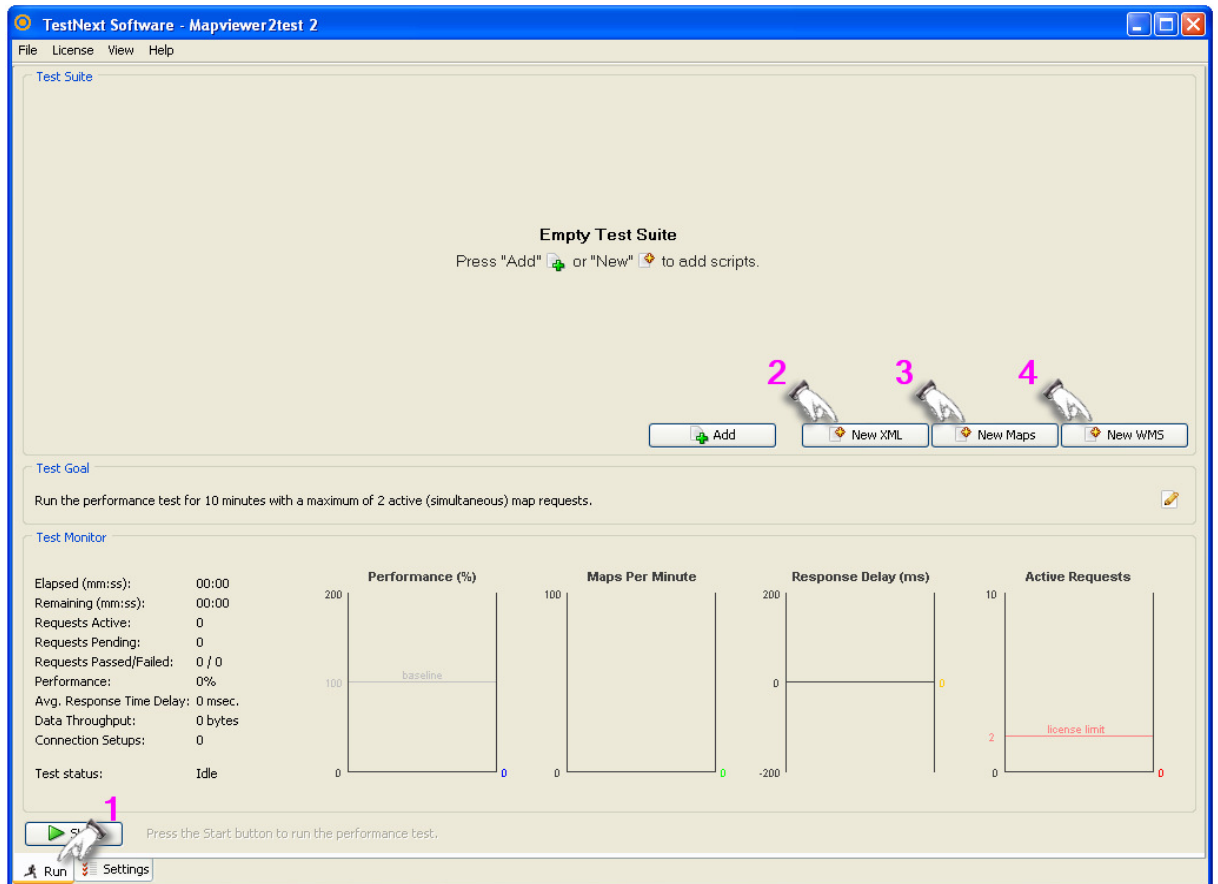 TestNext Software - Mapviewer2test 2
File License View Help
Test Suite
Empty Test Suite
Press "Add" or "New" to add scripts.
2 3 4
Add New XML New Maps New WMS
Test Goal
Run the performance test for 10 minutes with a maximum of 2 active (simultaneous) map requests.
Test Monitor
Elapsed (mm:ss): 00:00
Remaining (mm:ss): 00:00
Requests Active: 0
Requests Pending: 0
Requests Passed/Failed: 0 / 0
Performance: 0%
Avg. Response Time Delay: 0 msec.
Data Throughput: 0 bytes
Connection Setups: 0
Test status: Idle
Performance (%)
200
100 baseline
0 0
Maps Per Minute
100
0 0
Response Delay (ms)
200
0 0
-200
Active Requests
10
2 license limit
0 0
1
Press the Start button to run the performance test.
Run Settings